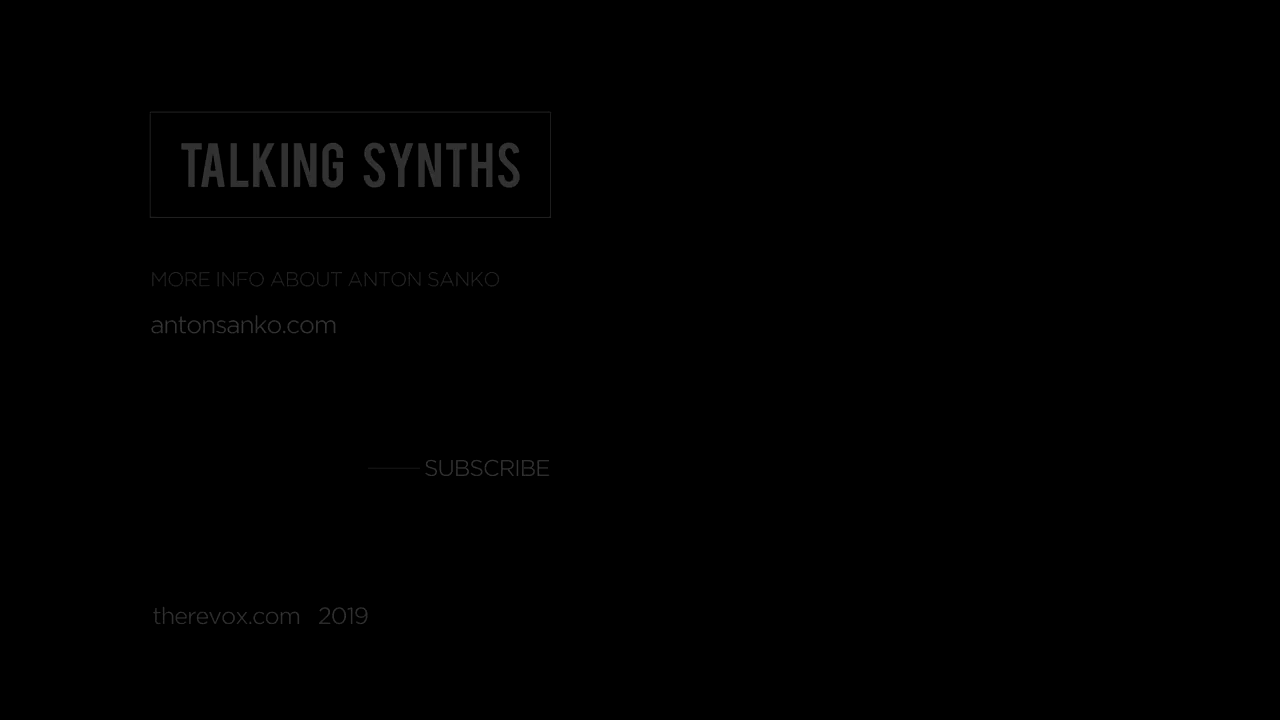 TALKING SYNTHS
MORE INFO ABOUT ANTON SANKO
antonsanko.com
SUBSCRIBE
therevox.com 2019